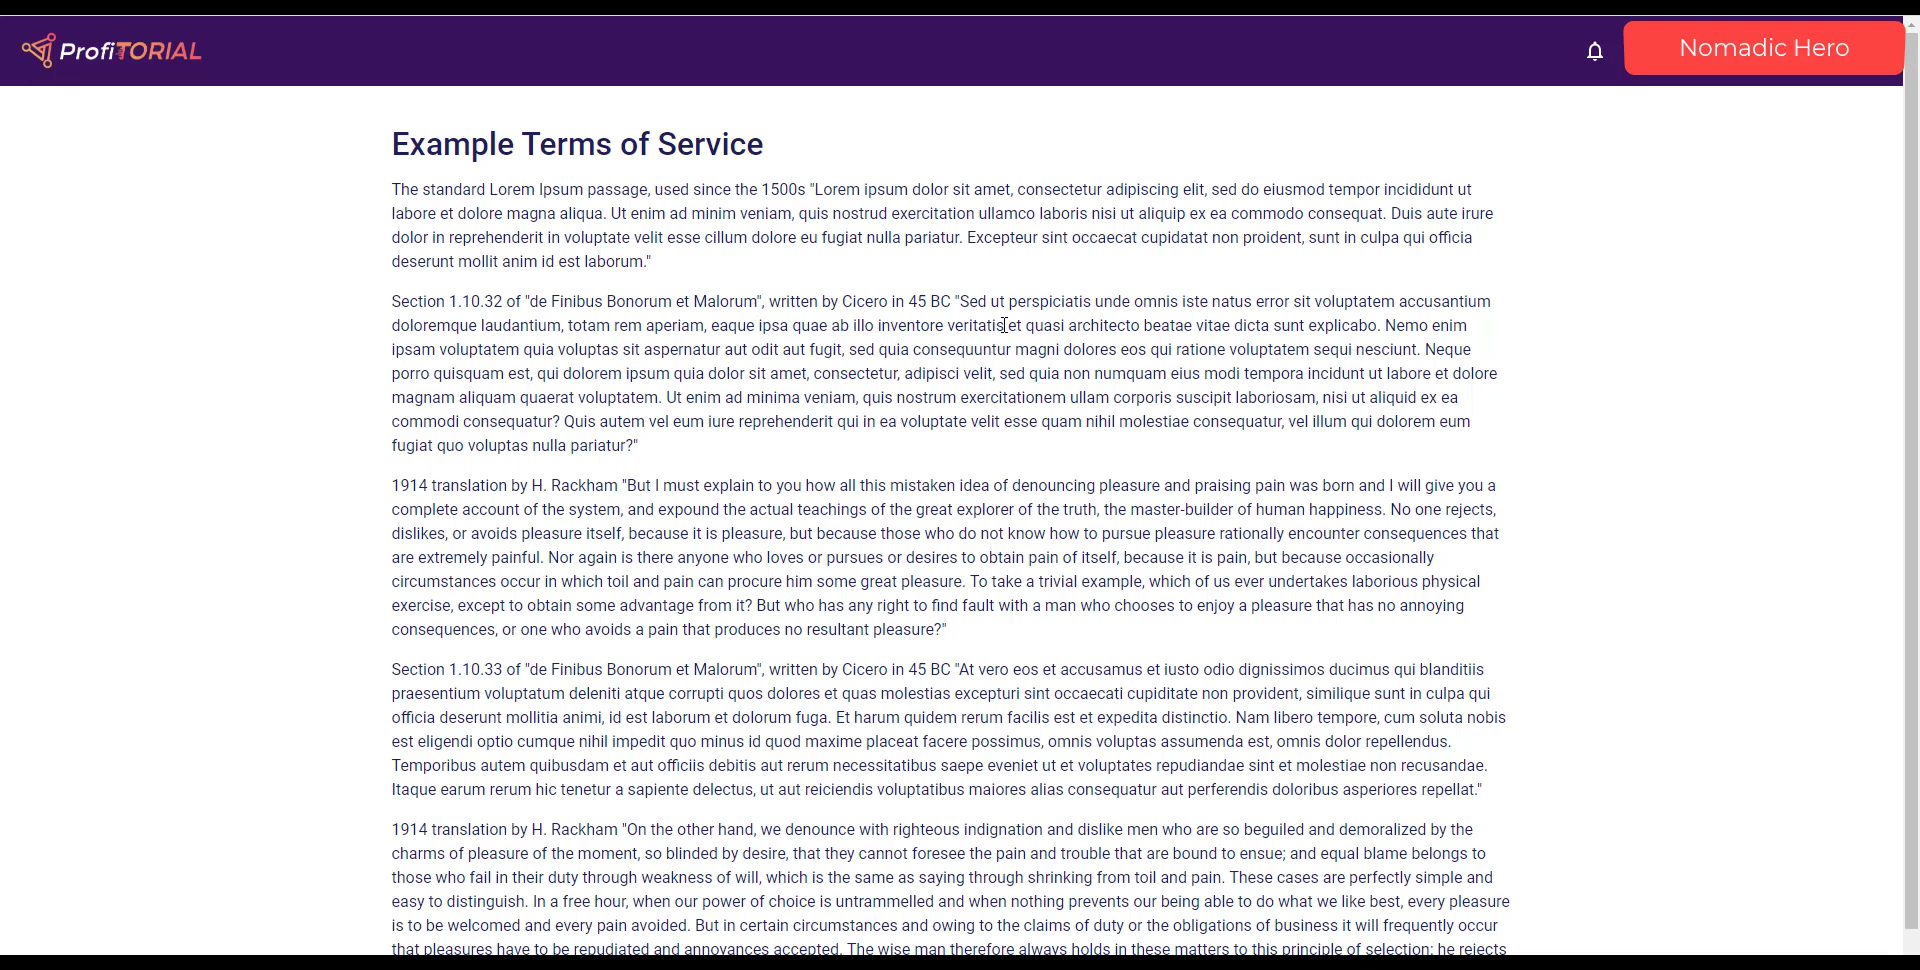 ProfiTORIAL
Nomadic Hero
Example Terms of Service
The standard Lorem Ipsum passage, used since the 1500s "Lorem ipsum dolor sit amet, consectetur adipiscing elit, sed do eiusmod tempor incididunt ut
labore et dolore magna aliqua. Ut enim ad minim veniam, quis nostrud exercitation ullamco laboris nisi ut aliquip ex ea commodo consequat. Duis aute irure
dolor in reprehenderit in voluptate velit esse cillum dolore eu fugiat nulla pariatur. Excepteur sint occaecat cupidatat non proident, sunt in culpa qui officia
deserunt mollit anim id est laborum."
Section 1.10.32 of "de Finibus Bonorum et Malorum", written by Cicero in 45 BC "Sed ut perspiciatis unde omnis iste natus error sit voluptatem accusantium
doloremque laudantium, totam rem aperiam, eaque ipsa quae ab illo inventore veritatis et quasi architecto beatae vitae dicta sunt explicabo. Nemo enim
ipsam voluptatem quia voluptas sit aspernatur aut odit aut fugit, sed quia consequuntur magni dolores eos qui ratione voluptatem sequi nesciunt. Neque
porro quisquam est, qui dolorem ipsum quia dolor sit amet, consectetur, adipisci velit, sed quia non numquam eius modi tempora incidunt ut labore et dolore
magnam aliquam quaerat voluptatem. Ut enim ad minima veniam, quis nostrum exercitationem ullam corporis suscipit laboriosam, nisi ut aliquid ex ea
commodi consequatur? Quis autem vel eum iure reprehenderit qui in ea voluptate velit esse quam nihil molestiae consequatur, vel illum qui dolorem eum
fugiat quo voluptas nulla pariatur?"
1914 translation by H. Rackham "But I must explain to you how all this mistaken idea of denouncing pleasure and praising pain was born and I will give you a
complete account of the system, and expound the actual teachings of the great explorer of the truth, the master-builder of human happiness. No one rejects,
dislikes, or avoids pleasure itself, because it is pleasure, but because those who do not know how to pursue pleasure rationally encounter consequences that
are extremely painful. Nor again is there anyone who loves or pursues or desires to obtain pain of itself, because it is pain, but because occasionally
circumstances occur in which toil and pain can procure him some great pleasure. To take a trivial example, which of us ever undertakes laborious physical
exercise, except to obtain some advantage from it? But who has any right to find fault with a man who chooses to enjoy a pleasure that has no annoying
consequences, or one who avoids a pain that produces no resultant pleasure?"
Section 1.10.33 of "de Finibus Bonorum et Malorum", written by Cicero in 45 BC "At vero eos et accusamus et iusto odio dignissimos ducimus qui blanditiis
praesentium voluptatum deleniti atque corrupti quos dolores et quas molestias excepturi sint occaecati cupiditate non provident, similique sunt in culpa qui
officia deserunt mollitia animi, id est laborum et dolorum fuga. Et harum quidem rerum facilis est et expedita distinctio. Nam libero tempore, cum soluta nobis
est eligendi optio cumque nihil impedit quo minus id quod maxime placeat facere possimus, omnis voluptas assumenda est, omnis dolor repellendus.
Temporibus autem quibusdam et aut officiis debitis aut rerum necessitatibus saepe eveniet ut et voluptates repudiandae sint et molestiae non recusandae.
Itaque earum rerum hic tenetur a sapiente delectus, ut aut reiciendis voluptatibus maiores alias consequatur aut perferendis doloribus asperiores repellat."
1914 translation by H. Rackham "On the other hand, we denounce with righteous indignation and dislike men who are so beguiled and demoralized by the
charms of pleasure of the moment, so blinded by desire, that they cannot foresee the pain and trouble that are bound to ensue; and equal blame belongs to
those who fail in their duty through weakness of will, which is the same as saying through shrinking from toil and pain. These cases are perfectly simple and
easy to distinguish. In a free hour, when our power of choice is untrammelled and when nothing prevents our being able to do what we like best, every pleasure
is to be welcomed and every pain avoided. But in certain circumstances and owing to the claims of duty or the obligations of business it will frequently occur
that pleasures have to be repudiated and annoyances accepted. The wise man therefore always holds in these matters to this principle of selection: he rejects